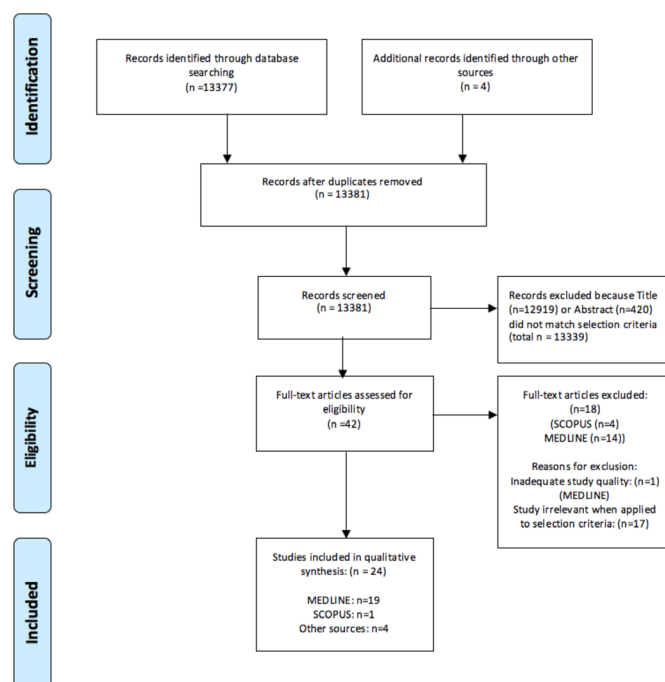 Identification
Records identified through database
searching
(n =13377)
Additional records identified through other
sources
(n = 4)
Records after duplicates removed
(n = 13381)
Screening
Records screened
(n = 13381)
Records excluded because Title
(n=12919) or Abstract (n=420)
did not match selection criteria
(total n = 13339)
Eligibility
Full-text articles assessed for
eligibility
(n =42)
Full-text articles excluded:
(n=18)
(SCOPUS (n=4)
MEDLINE (n=14))
Reasons for exclusion:
Inadequate study quality: (n=1)
(MEDLINE)
Study irrelevant when applied
to selection criteria: (n=17)
Included
Studies included in qualitative
synthesis: (n = 24)
MEDLINE: n=19
SCOPUS: n=1
Other sources: n=4